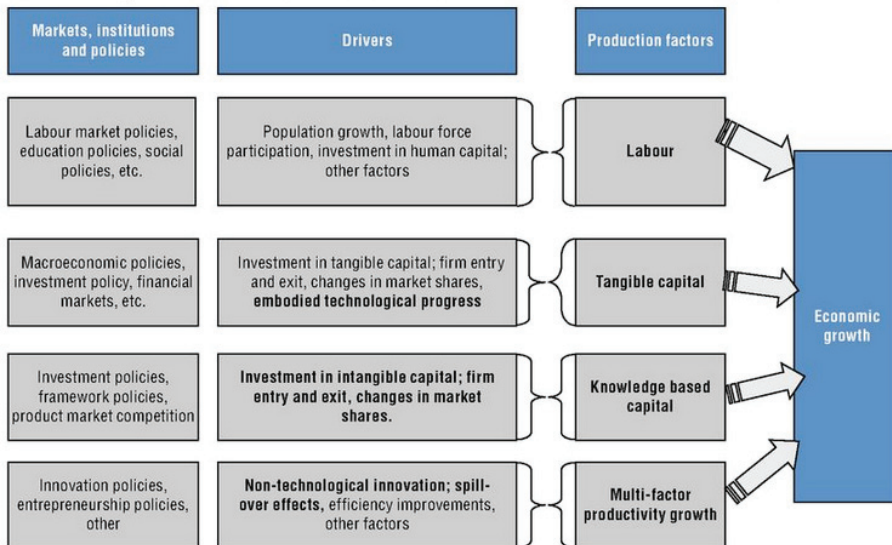 Markets, institutions
and policies
Drivers
Production factors
Labour market policies,
education policies, social
policies, etc.
Population growth, labour force
participation, investment in human capital;
other factors
Labour
Macroeconomic policies,
investment policy, financial
markets, etc.
Investment in tangible capital; firm entry
and exit, changes in market shares,
embodied technological progress
Tangible capital
Economic
growth
Investment policies,
framework policies,
product market competition
Investment in intangible capital; firm
entry and exit, changes in market
shares.
Knowledge based
capital
Innovation policies,
entrepreneurship policies,
other
Non-technological innovation; spill-
over effects, efficiency improvements,
other factors
Multi-factor
productivity growth